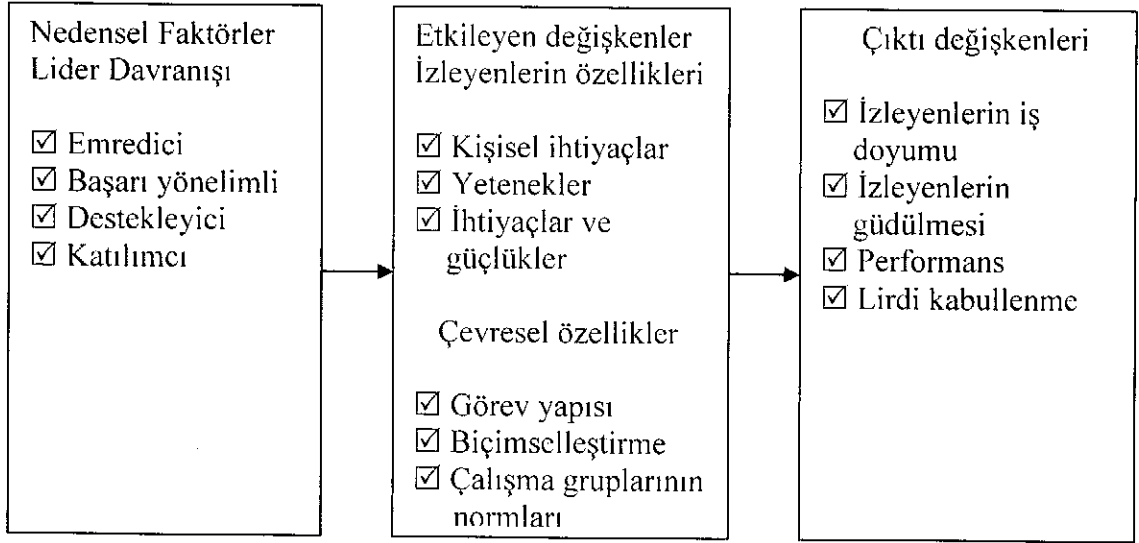 Nedensel Faktörler
Lider Davranışı
☑ Emredici
☑ Başarı yönelimli
☑ Destekleyici
☑ Katılımcı
Etkileyen değişkenler
İzleyenlerin özellikleri
☑ Kişisel ihtiyaçlar
☑ Yetenekler
☑ İhtiyaçlar ve
güçlükler
Çevresel özellikler
☑ Görev yapısı
☑ Biçimselleştirme
☑ Çalışma gruplarının
normları
Çıktı değişkenleri
☑ İzleyenlerin iş
doyumu
☑ İzleyenlerin
güdülmesi
☑ Performans
☑ Lirdi kabullenme